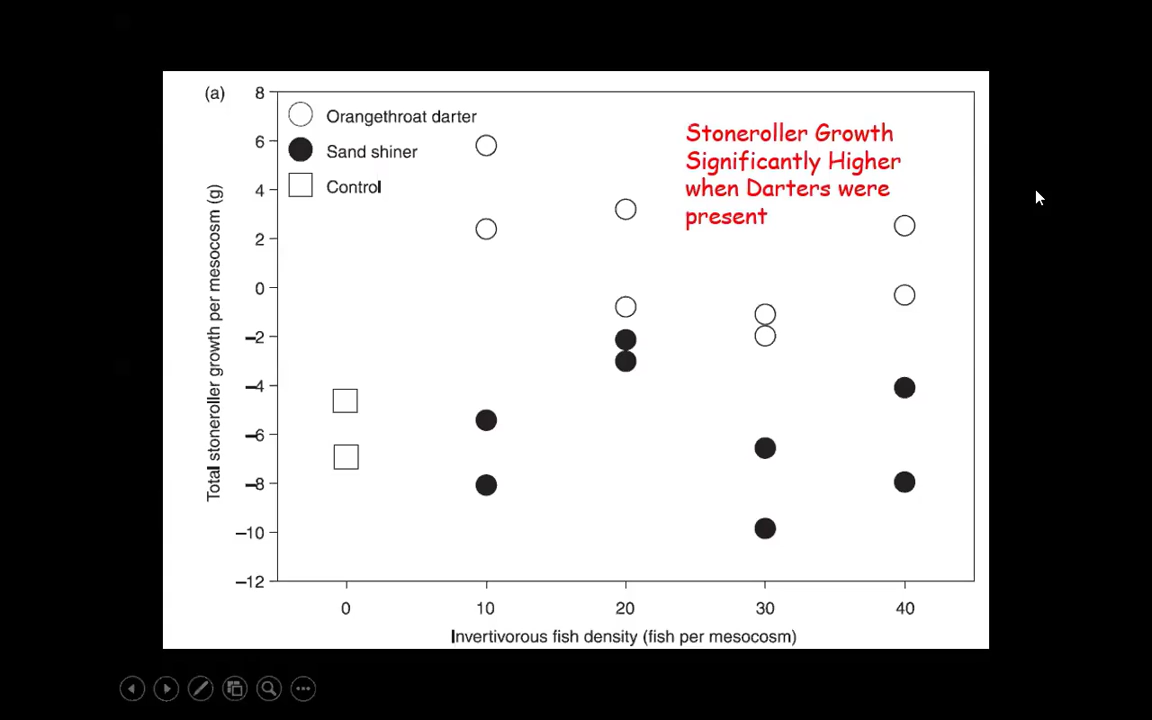 (a)
8
6
4
2
0
−2
−4
−6
−8
−10
−12
Total stoneroller growth per mesocosm (g)
Orangethroat darter
Sand shiner
Control
Stoneroller Growth
Significantly Higher
when Darters were
present
0 10 20 30 40
Invertivorous fish density (fish per mesocosm)